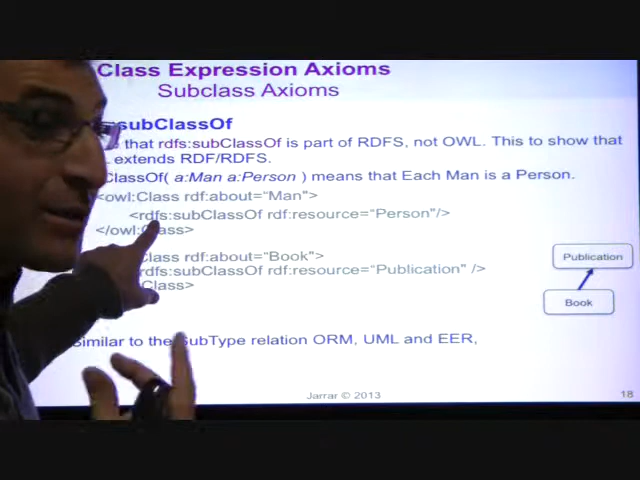 Class Expression Axioms
Subclass Axioms
:subClassOf
that rdfs:subClassOf is part of RDFS, not OWL. This to show that
extends RDF/RDFS.
ClassOf( a:Man a:Person ) means that Each Man is a Person.
<owl:Class rdf:about="Man">
<rdfs:subClassOf rdf:resource="Person"/>
</owl:Class>
Class rdf:about="Book">
rdfs:subClassOf rdf:resource="Publication" />
Class>
Publication
Book
Similar to the SubType relation ORM, UML and EER,
Jarrar © 2013
18